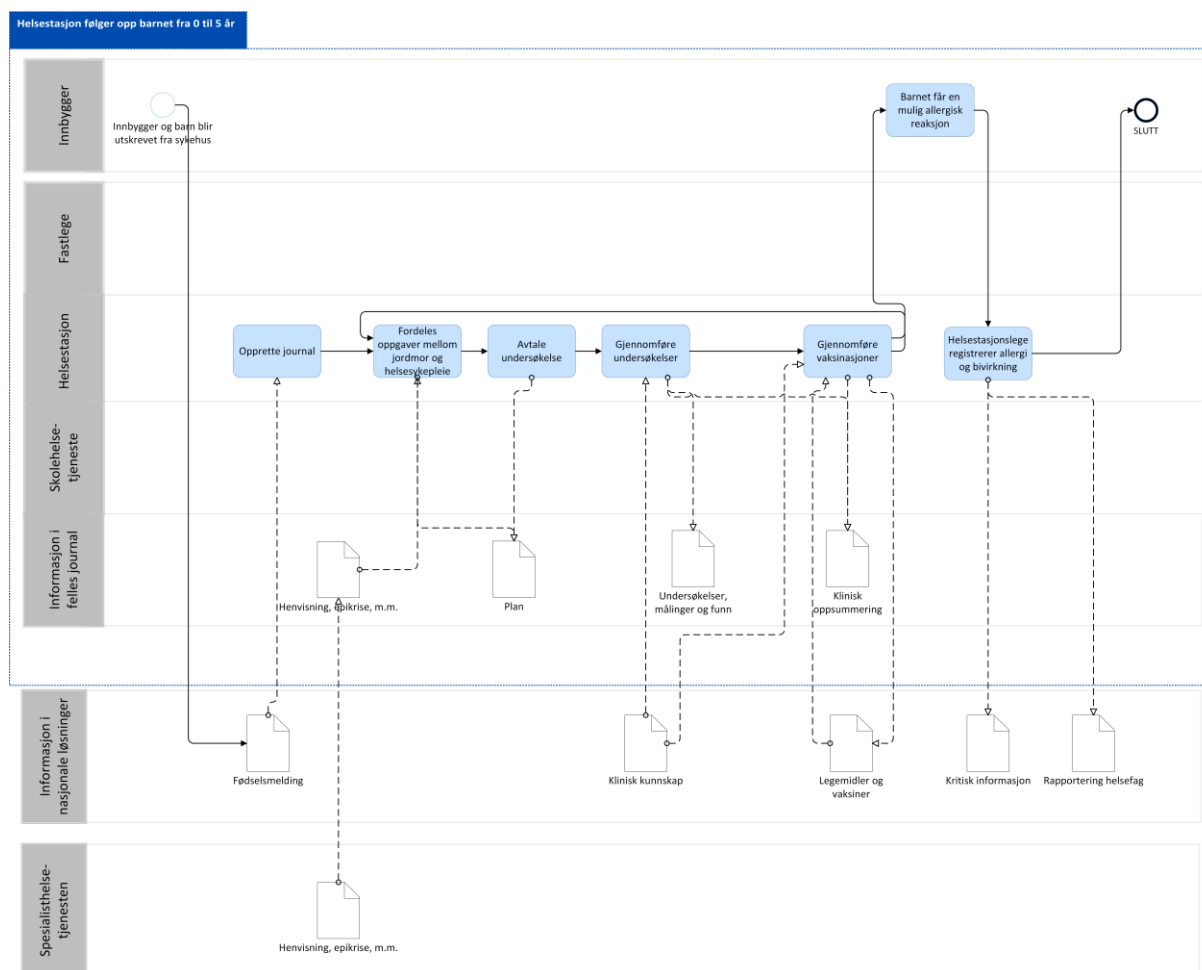 Helsestasjon følger opp barnet fra 0 til 5 år
Innbygger
Innbygger og barn blir
utskrevet fra sykehus
Barnet får en
mulig allergisk
reaksjon
SLUTT
Fastlege
Helsestasjon
Opprette journal
Fordeles
oppgaver mellom
jordmor og
helsesykepleie
Avtale
undersøkelse
Gjennomføre
undersøkelser
Gjennomføre
vaksinasjoner
Helsestasjonslege
registrerer allergi
og bivirkning
Skolehelse-
tjeneste
Informasjon i
felles journal
Henvisning, epikrise, m.m.
Plan
Undersøkelser,
målinger og funn
Klinisk
oppsummering
Informasjon i
nasjonale løsninger
Fødselsmelding
Klinisk kunnskap
Legemidler og
vaksiner
Kritisk informasjon
Rapportering helsefag
Spesialisthelse-
tjenesten
Henvisning, epikrise, m.m.